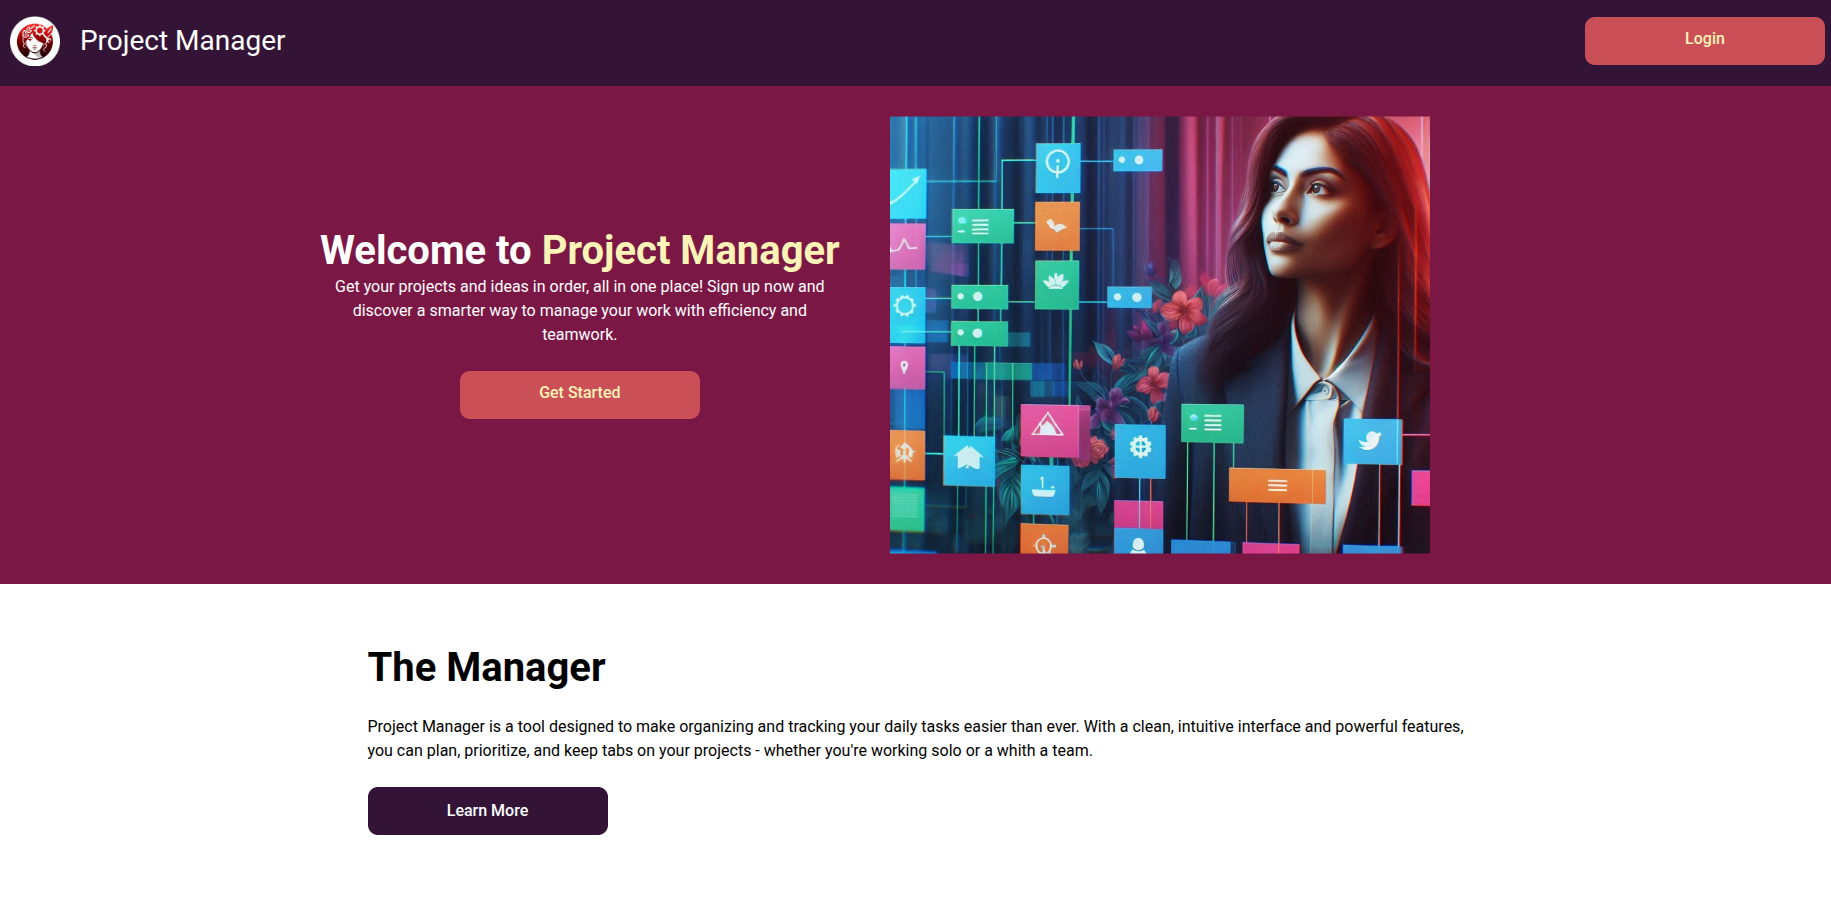 Project Manager
Login
Welcome to Project Manager
Get your projects and ideas in order, all in one place! Sign up now and
discover a smarter way to manage your work with efficiency and
teamwork.
Get Started
The Manager
Project Manager is a tool designed to make organizing and tracking your daily tasks easier than ever. With a clean, intuitive interface and powerful features,
you can plan, prioritize, and keep tabs on your projects - whether you're working solo or a whith a team.
Learn More